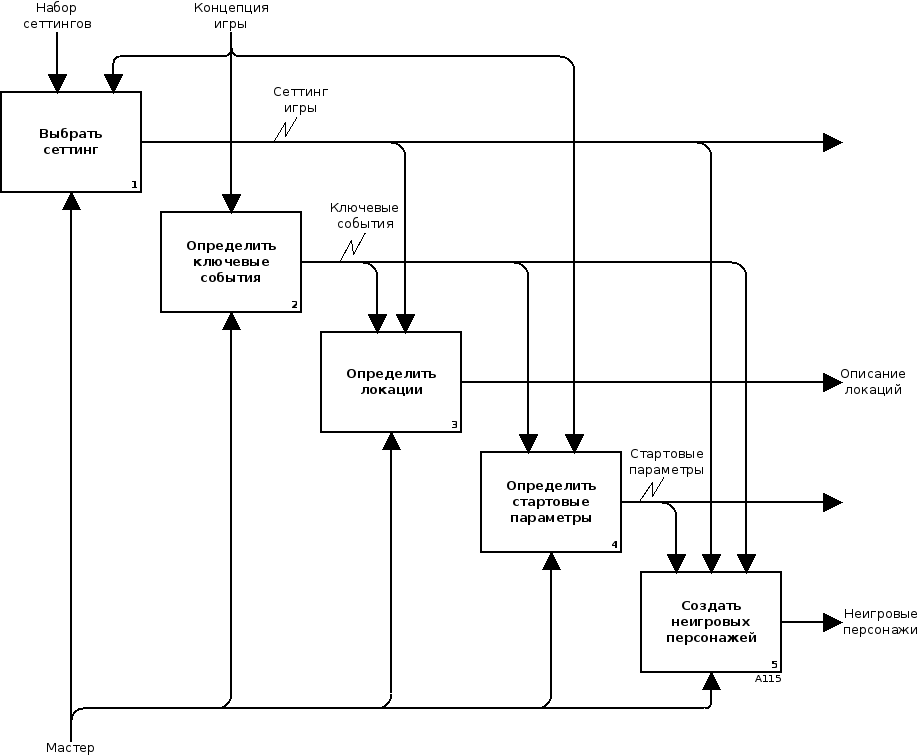 Набор
сеттингов
Концепция
игры
Сеттинг
игры
Выбрать
сеттинг
1
Ключевые
события
Определить
ключевые
события
2
Определить
локации
3
Описание
локаций
Стартовые
параметры
Определить
стартовые
параметры
4
Создать
неигровых
персонажей
5
A115
Неигровые
персонажи
Мастер